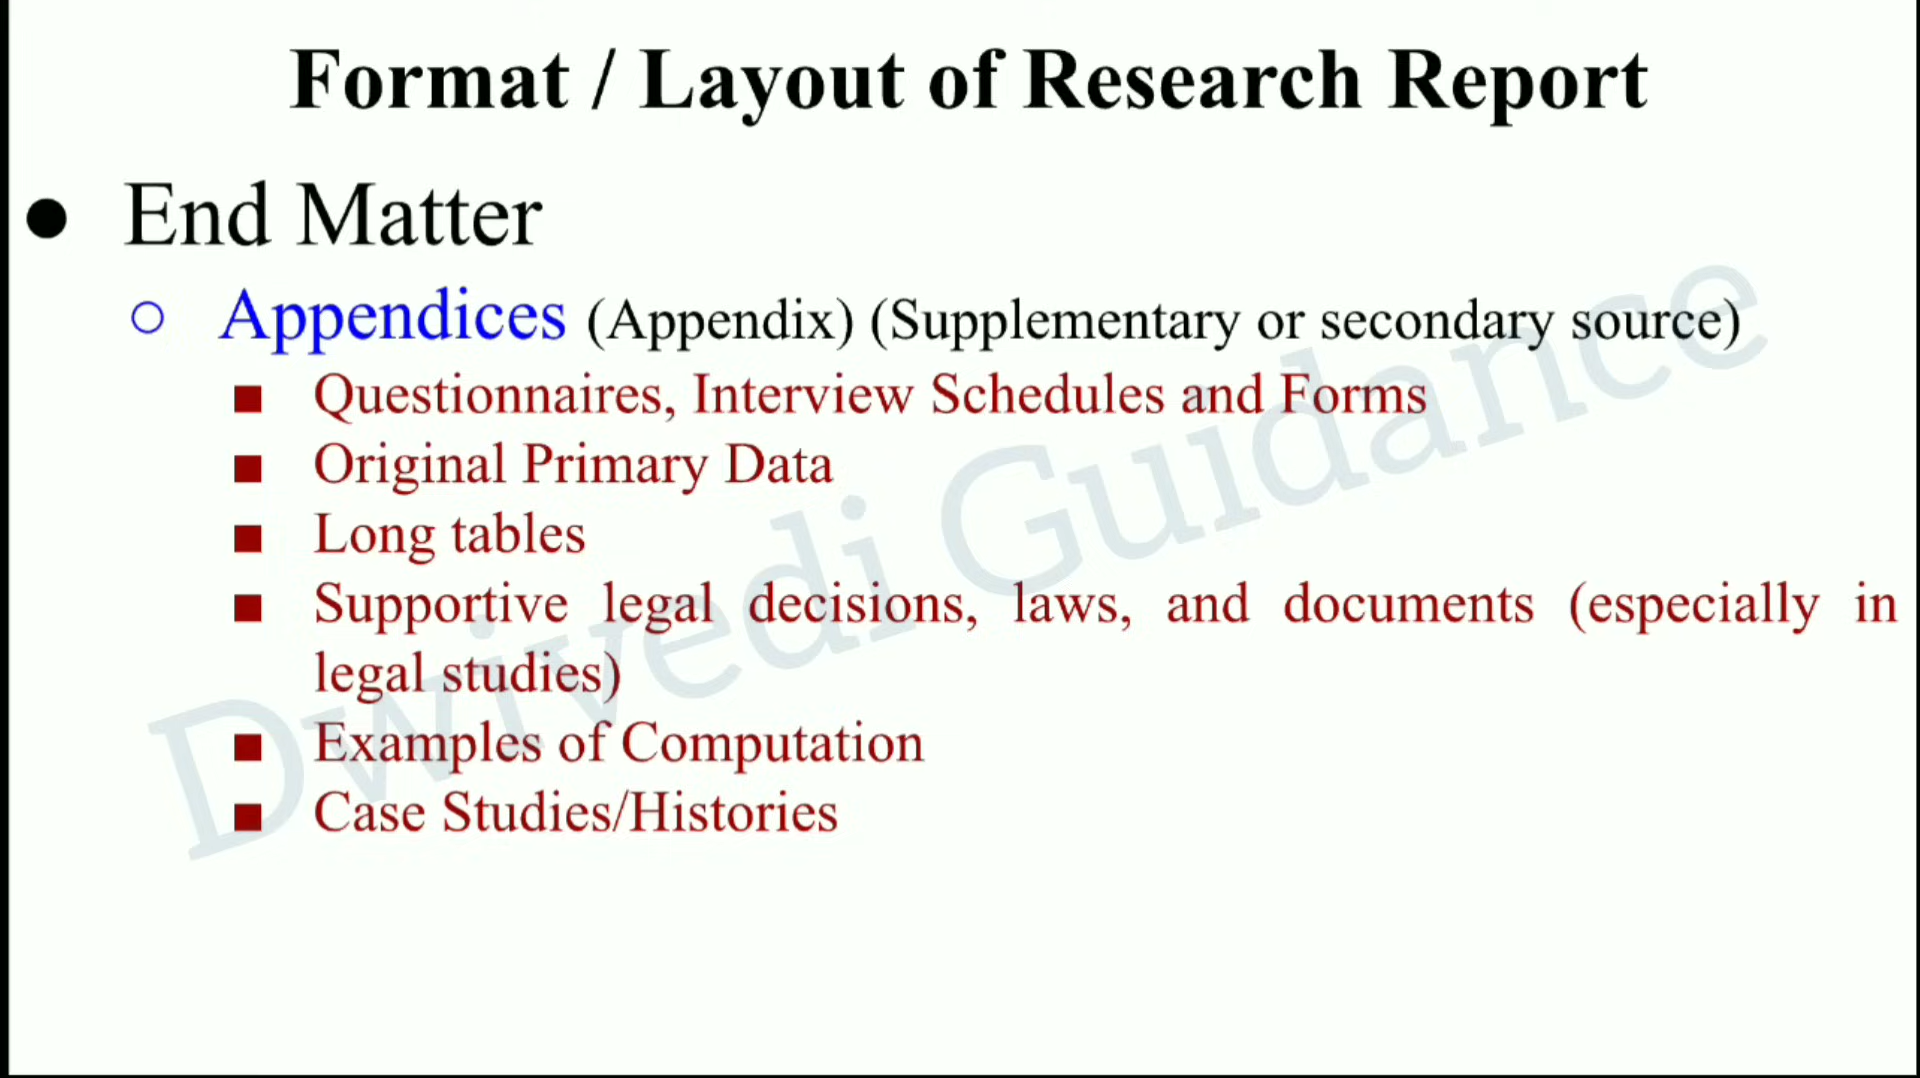 Format / Layout of Research Report
● End Matter
○ Appendices (Appendix) (Supplementary or secondary source)
■ Questionnaires, Interview Schedules and Forms
■ Original Primary Data
■ Long tables
■ Supportive legal decisions, laws, and documents (especially in
legal studies)
■ Examples of Computation
■ Case Studies/Histories
Dwivedi Guidance